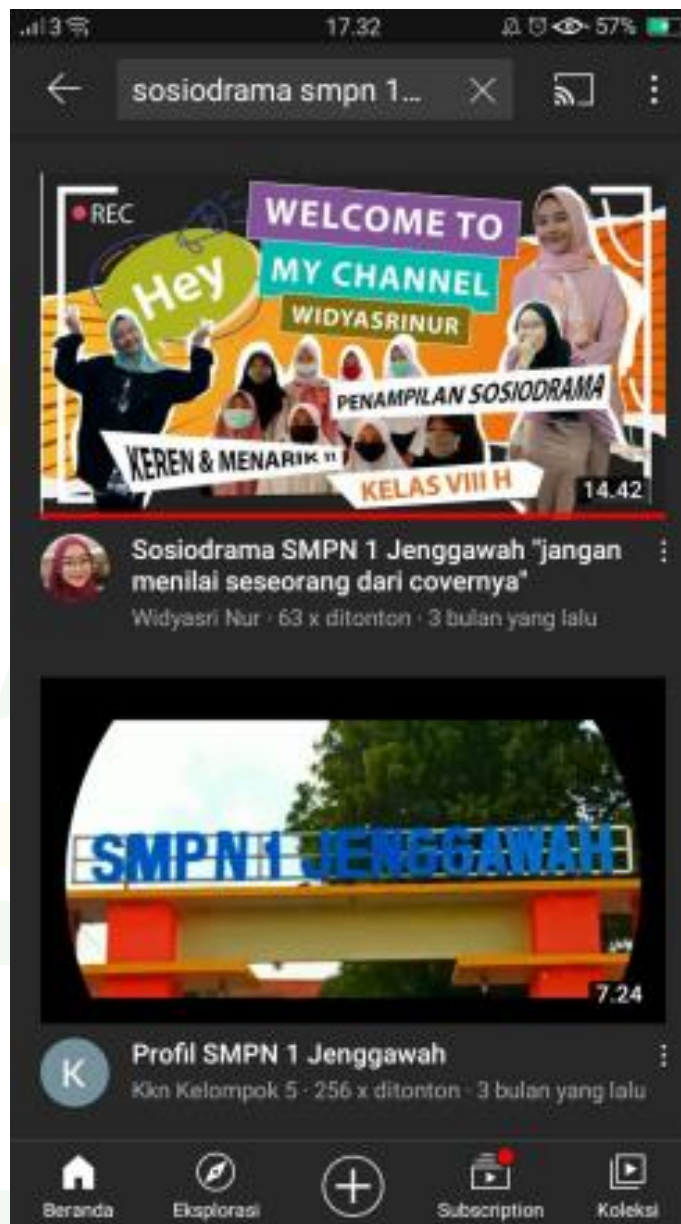 3 17.32 57%
sosiodrama smpn 1...
REC
WELCOME TO
Hey
MY CHANNEL
WIDYASRINUR
PENAMPILAN SOSIODRAMA
KEREN & MENARIK !!
KELAS VIII H
14.42
Sosiodrama SMPN 1 Jenggawah "jangan
menilai seseorang dari covernya"
Widyasri Nur · 63 x ditonton · 3 bulan yang lalu
SMPN 1 JENGGAWAH
7.24
K
Profil SMPN 1 Jenggawah
Kkn Kelompok 5 · 256 x ditonton · 3 bulan yang lalu
Beranda Eksplorasi Subscription Koleksi